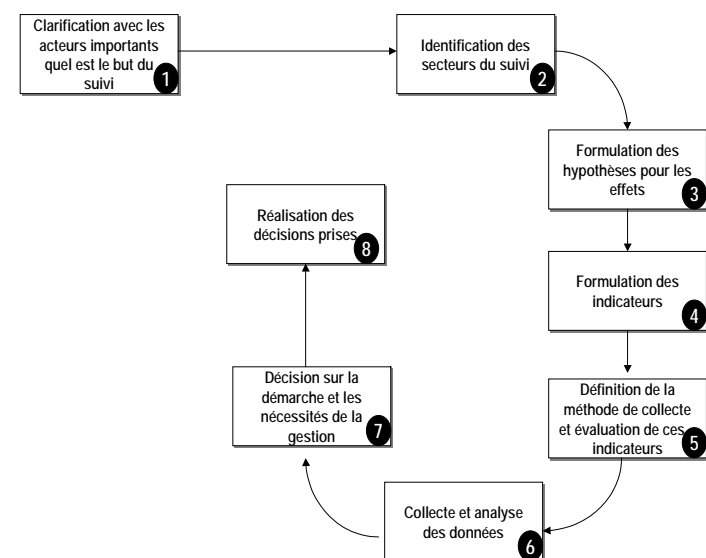 Clarification avec les
acteurs importants
quel est le but du
suivi
1
Identification des
secteurs du suivi
2
Formulation des
hypothèses pour les
effets
3
Formulation des
indicateurs
4
Définition de la
méthode de collecte
et évaluation de ces
indicateurs
5
Collecte et analyse
des données
6
Décision sur la
démarche et les
nécessités de la
gestion
7
Réalisation des
décisions prises
8